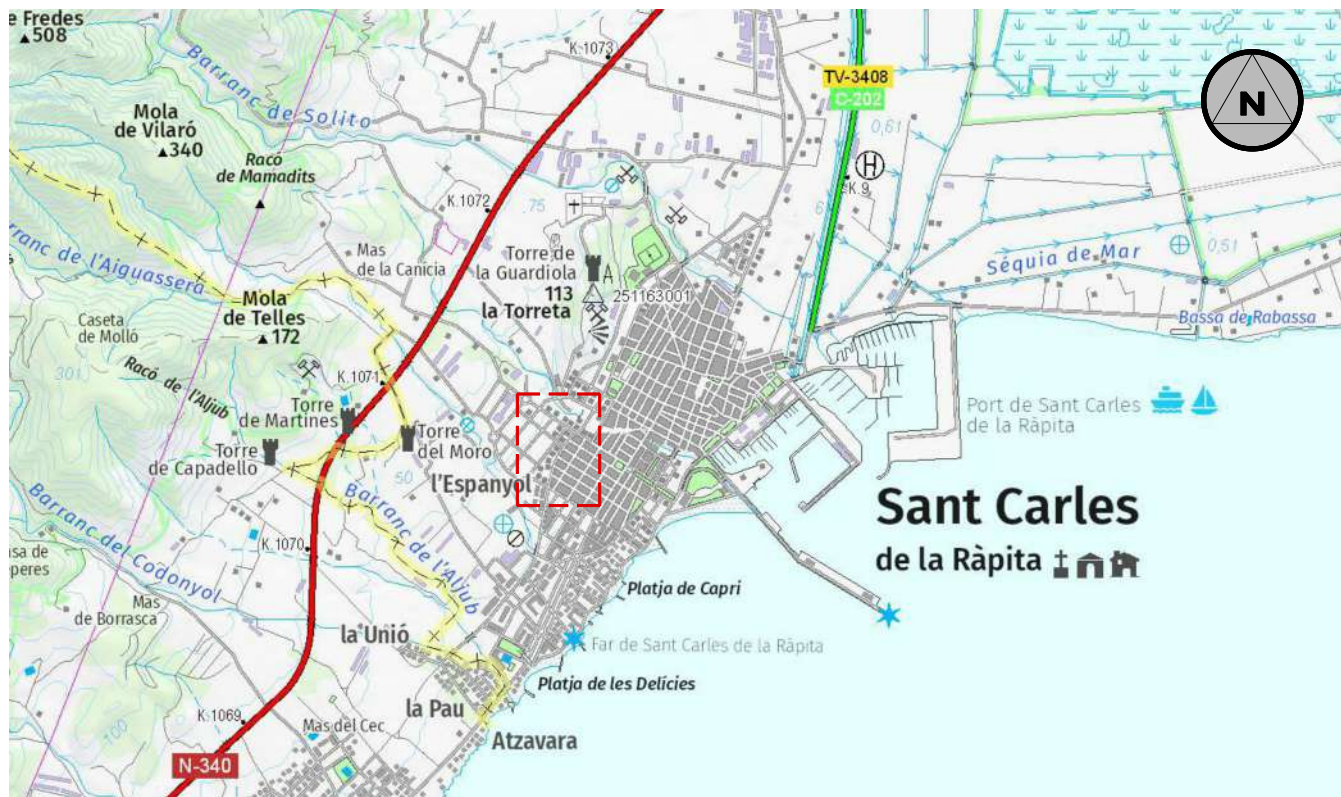 e Fredes
▲508
Barranc de Solito
K.1073
TV-3408
C-202
N
Mola
de Vilaró
▲340
0,61
Racó
de Mamadits
K.1072
.75
H
K.9
Mas
de la Canícia
Torre de
la Guardiola
A
113
la Torreta
251163001
Séquia de Mar
0,51
rranc de l'Aiguassera
Mola
de Telles
▲172
Caseta
de Molló
Bassa de Rabassa
301
Racó de l'Aljub
K.1071
Torre
de Martines
Torre
de Capadello
Torre
del Moro
Port de Sant Carles
de la Ràpita
50
l'Espanyol
Sant Carles
de la Ràpita
Barranc del Codonyol
Barranc de l'Aljub
K.1070
asa de
peres
Mas
de Borrasca
Platja de Capri
la Unió
Far de Sant Carles de la Ràpita
Platja de les Delícies
la Pau
K.1069
Mas del Cec
100
Atzavara
N-340